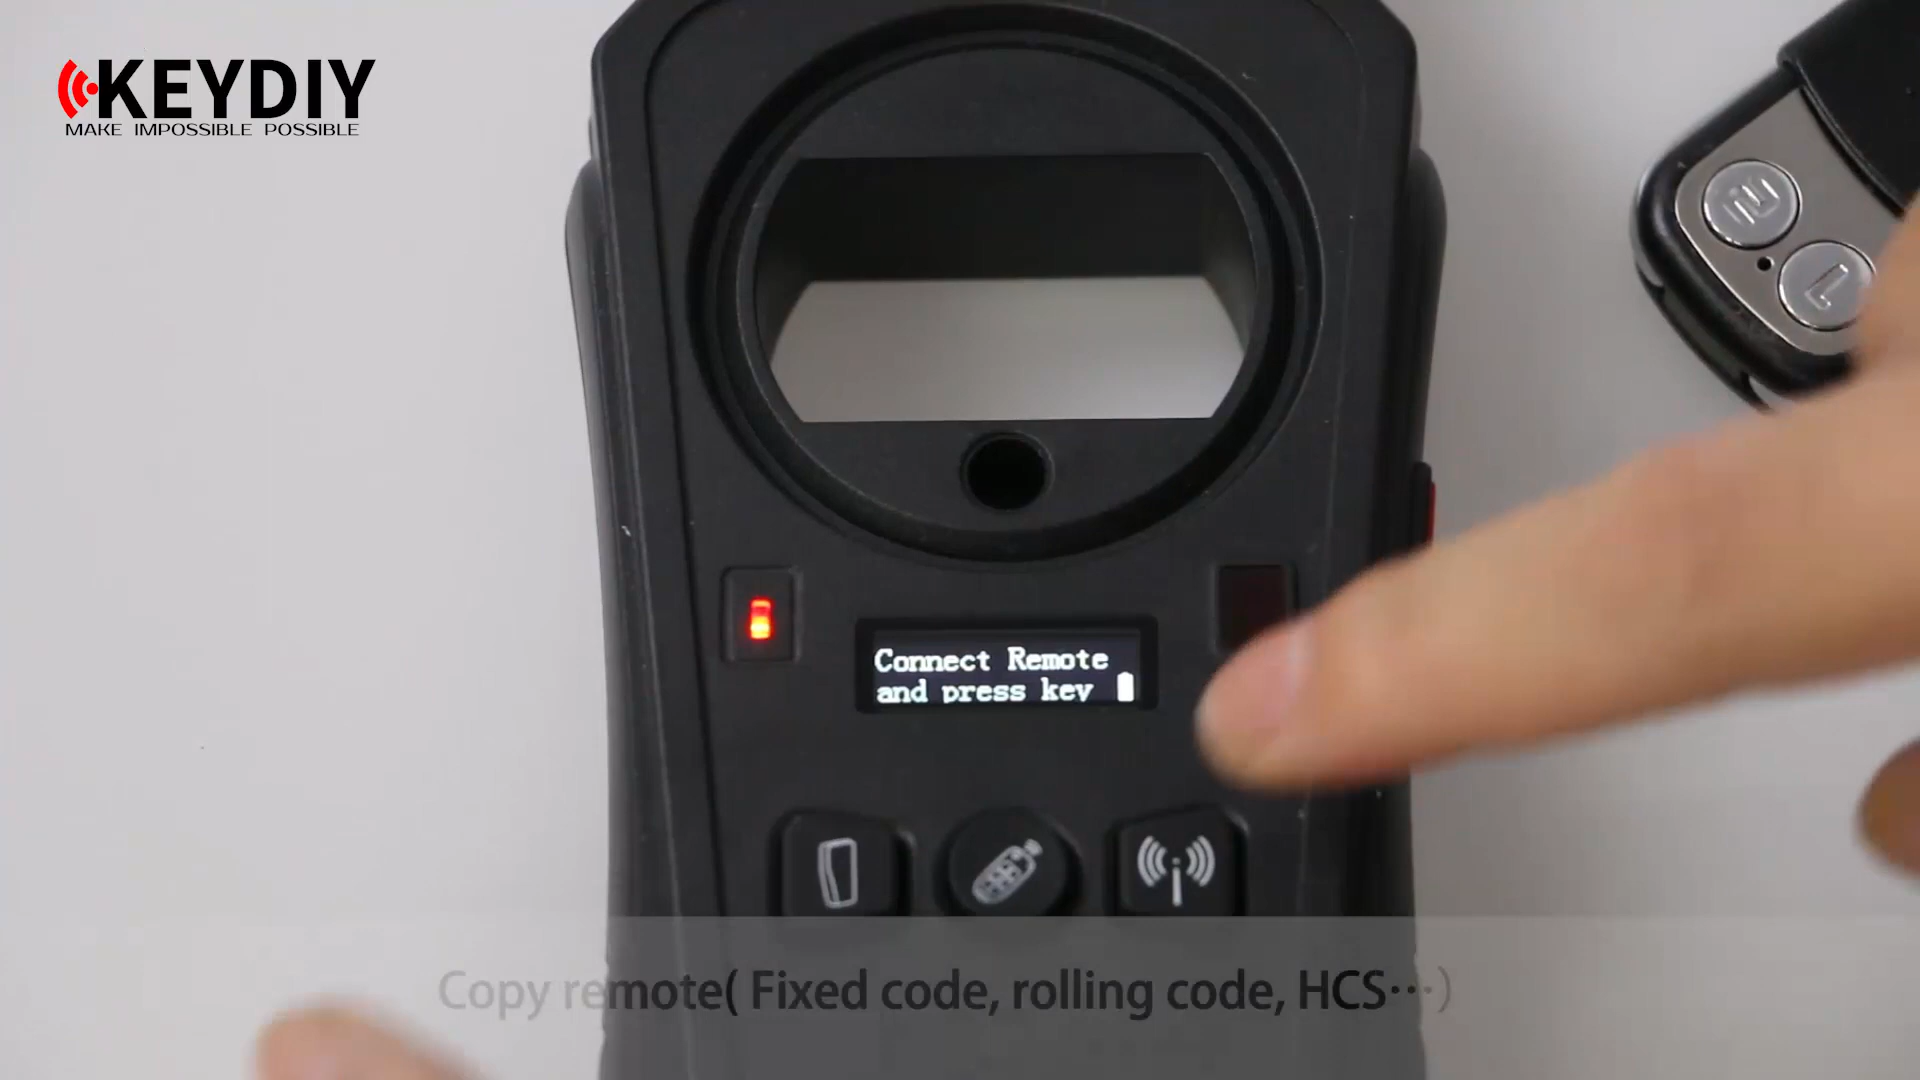 KEYDIY
MAKE IMPOSSIBLE POSSIBLE
Connect Remote
and press key
Copy remote( Fixed code, rolling code, HCS···)